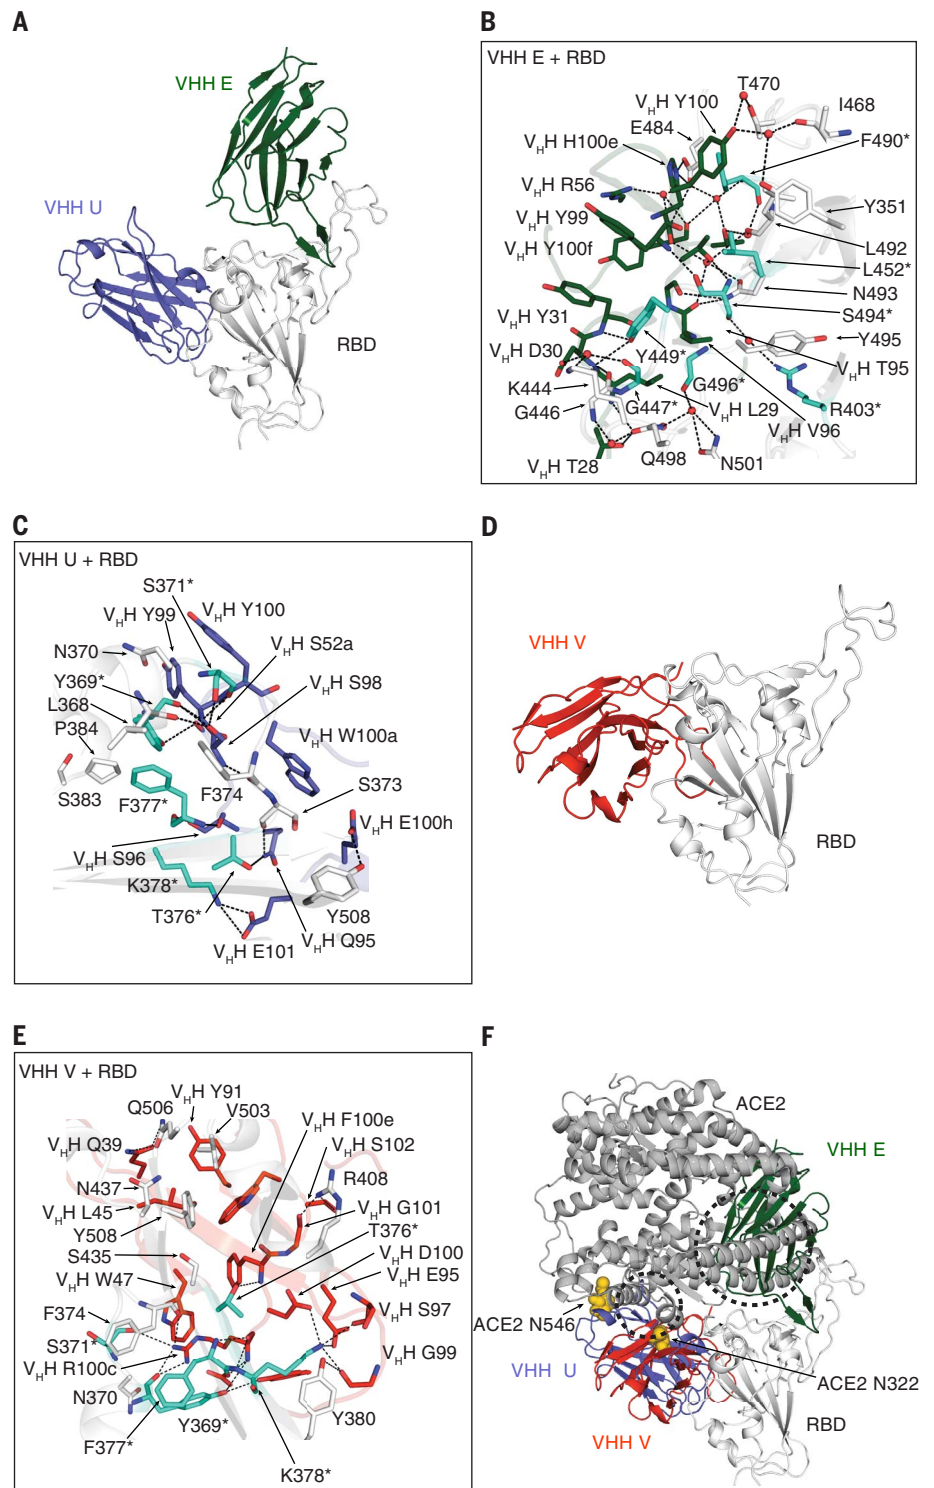 A
VHH E
VHH U
RBD
B
VHH E + RBD
T470
VHH Y100
I468
E484
F490*
VHH H100e
VHH R56
Y351
VHH Y99
L492
VHH Y100f
L452*
N493
VHH Y31
S494*
Y495
VHH D30
Y449*
VHH T95
K444
G496*
R403*
G446
G447*
VHH L29
VHH V96
VHH T28
Q498
N501
C
VHH U + RBD
S371*
VHH Y99
VHH Y100
N370
VHH S52a
Y369*
VHH S98
L368
P384
VHH W100a
S383
F377*
F374
S373
VHH E100h
VHH S96
K378*
T376*
Y508
VHH E101
VHH Q95
D
VHH V
RBD
E
VHH V + RBD
VHH Y91
Q506
V503
VHH F100e
VHH Q39
VHH S102
R408
N437
VHH G101
VHH L45
T376*
Y508
VHH D100
S435
VHH E95
VHH W47
F374
VHH S97
S371*
VHH R100c
VHH G99
N370
Y369*
Y380
F377*
K378*
F
ACE2
VHH E
ACE2 N546
VHH U
ACE2 N322
RBD
VHH V